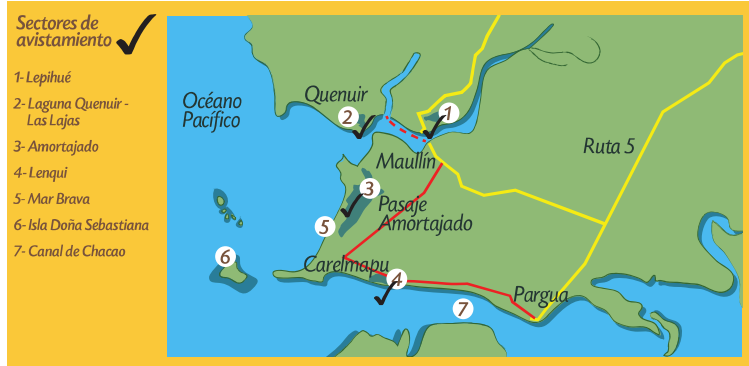 Sectores de
avistamiento
1- Lepihué
2- Laguna Quenuir -
Las Lajas
3- Amortajado
4- Lenqui
5- Mar Brava
6- Isla Doña Sebastiana
7- Canal de Chacao
Océano
Pacífico
Quenuir
2
1
Maullín
Ruta 5
3
Pasaje
Amortajado
5
6
Carelmapu
4
7
Pargua